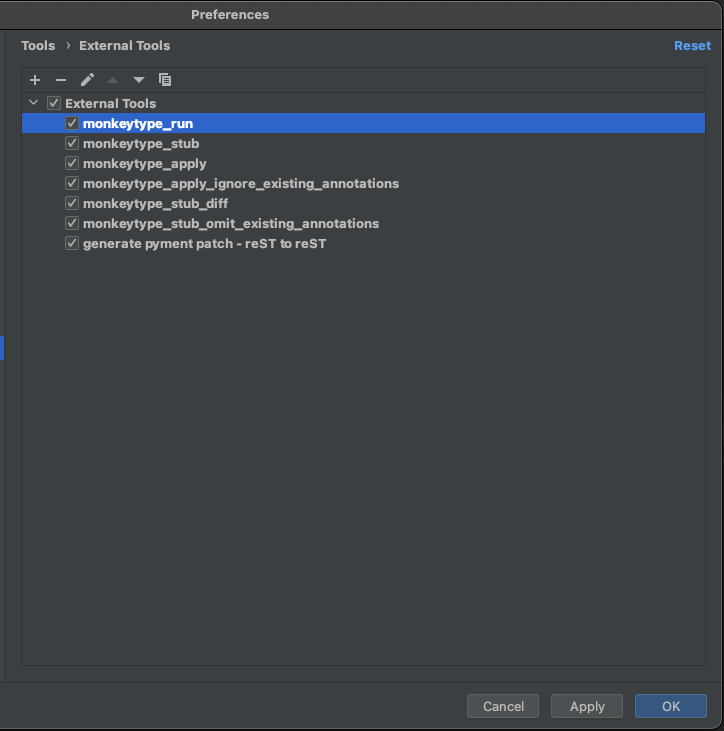 Preferences
Tools › External Tools
Reset
External Tools
monkeytype_run
monkeytype_stub
monkeytype_apply
monkeytype_apply_ignore_existing_annotations
monkeytype_stub_diff
monkeytype_stub_omit_existing_annotations
generate pyment patch - reST to reST
Cancel
Apply
OK